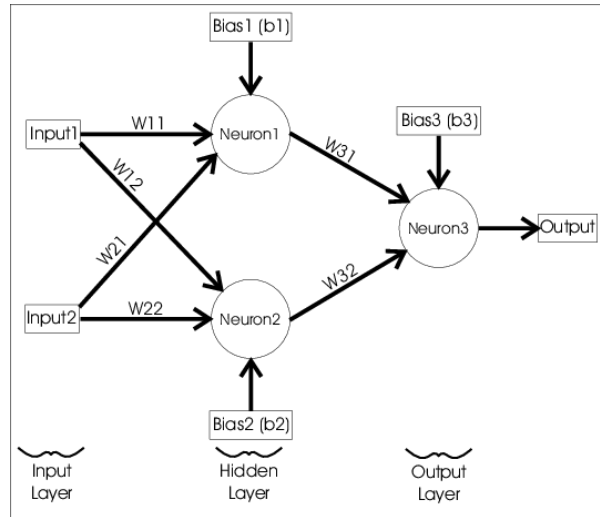 Bias1 (b1)
Input1
W11
Neuron1
Bias3 (b3)
W12
W31
W21
Neuron3
Output
Input2
W22
Neuron2
W32
Bias2 (b2)
Input
Layer
Hidden
Layer
Output
Layer